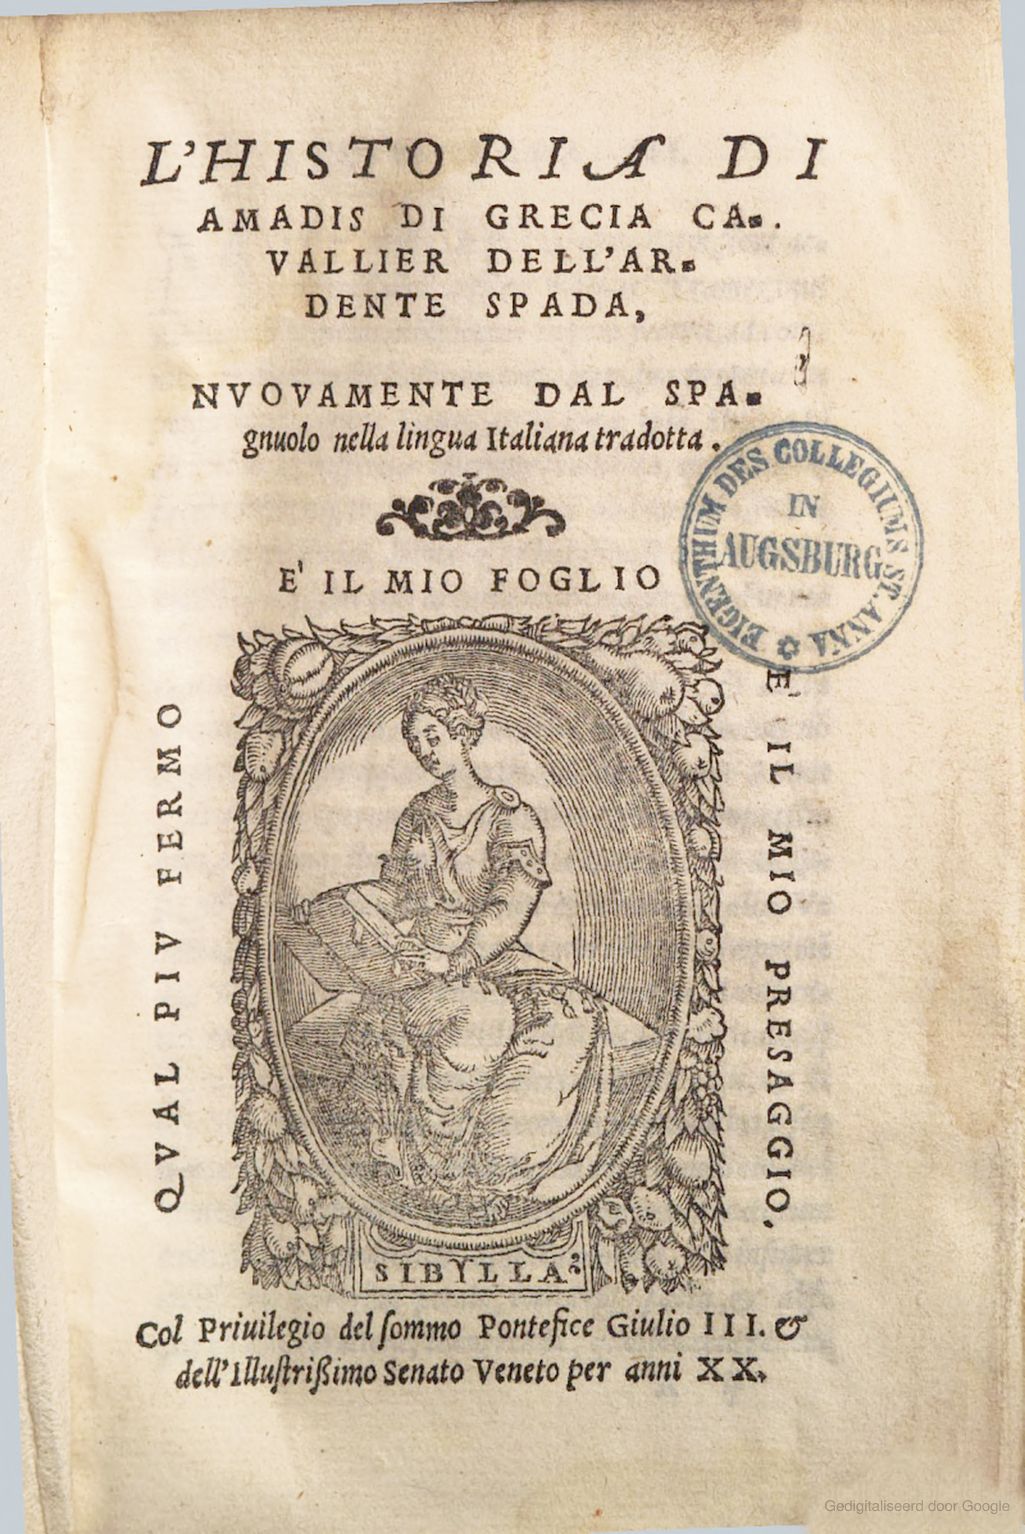 L'HISTORIA DI
AMADIS DI GRECIA CA-.
VALLIER DELL'AR-
DENTE SPADA,
NVOVAMENTE DAL SPA-
gnuolo nella lingua Italiana tradotta.
EIGENTHUM DES COLLEGIUMS ST. ANNA
IN
AUGSBURG
E' IL MIO FOGLIO
QVAL PIV FERMO
E' IL MIO PRESAGGIO.
SIBYLLA
Col Priuilegio del ſommo Pontefice Giulio III. &
dell'Illuſtriſsimo Senato Veneto per anni XX.
Gedigitaliseerd door Google